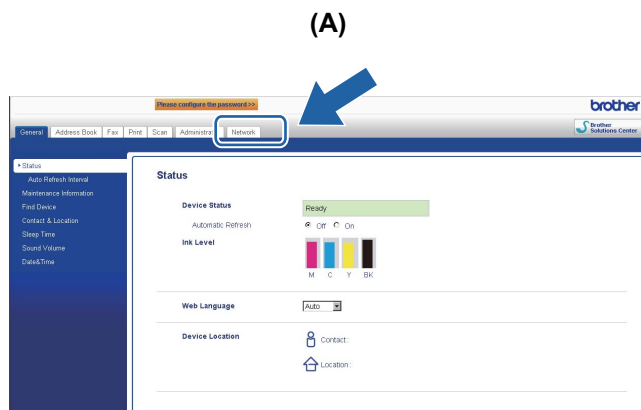 (A)
Please configure the password >>
brother
General Address Book Fax Print Scan Administrator Network
Brother
Solutions Center
Status
Auto Refresh Interval
Maintenance Information
Find Device
Contact & Location
Sleep Time
Sound Volume
Date&Time
Status
Device Status Ready
Automatic Refresh Off On
Ink Level
M C Y BK
Web Language Auto
Device Location Contact :
Location :